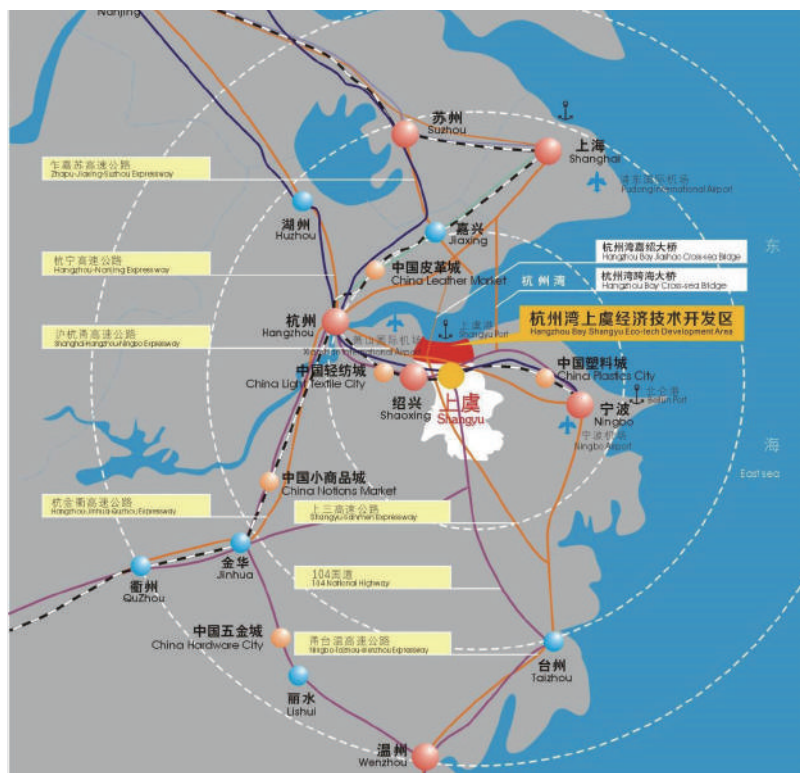 Nanjing
苏州
Suzhou
上海
Shanghai
浦东国际机场
Pudong International Airport
乍嘉苏高速公路
Zhapu-Jiaxing-Suzhou Expressway
湖州
Huzhou
嘉兴
Jiaxing
杭州湾嘉绍大桥
Hangzhou Bay Jiashao Cross-sea Bridge
东
杭宁高速公路
Hangzhou-Nanjing Expressway
中国皮革城
China Leather Market
杭州湾
杭州湾跨海大桥
Hangzhou Bay Cross-sea Bridge
杭州
Hangzhou
萧山国际机场
Xiaoshan International Airport
上虞港
Shangyu Port
杭州湾上虞经济技术开发区
Hangzhou Bay Shangyu Eco-tech Development Area
沪杭甬高速公路
Shanghai-Hangzhou-Ningbo Expressway
中国轻纺城
China Light Textile City
绍兴
Shaoxing
上虞
Shangyu
中国塑料城
China Plastics City
北仑港
Beilun Port
宁波
Ningbo
宁波机场
Ningbo Airport
海
East sea
中国小商品城
China Notions Market
杭金衢高速公路
Hangzhou-Jinhua-Quzhou Expressway
上三高速公路
Shangyu-Sanmen Expressway
金华
Jinhua
衢州
QuZhou
104国道
104 National Highway
中国五金城
China Hardware City
甬台温高速公路
Ningbo-Taizhou-Wenzhou Expressway
台州
Taizhou
丽水
Lishui
温州
Wenzhou